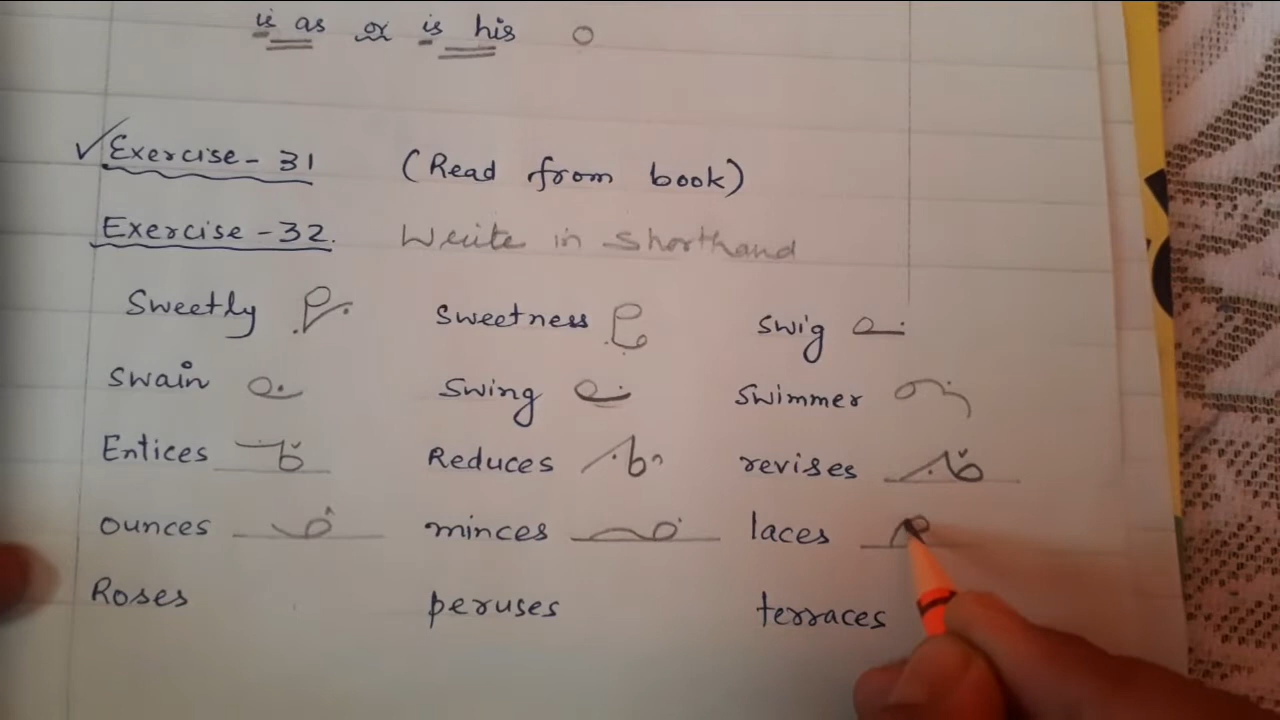 is as or is his
Exercise - 31 (Read from book)
Exercise - 32. Write in Shorthand
Sweetly Sweetness Swig
Swain Swing Swimmer
Entices Reduces revises
ounces minces laces
Roses peruses terraces